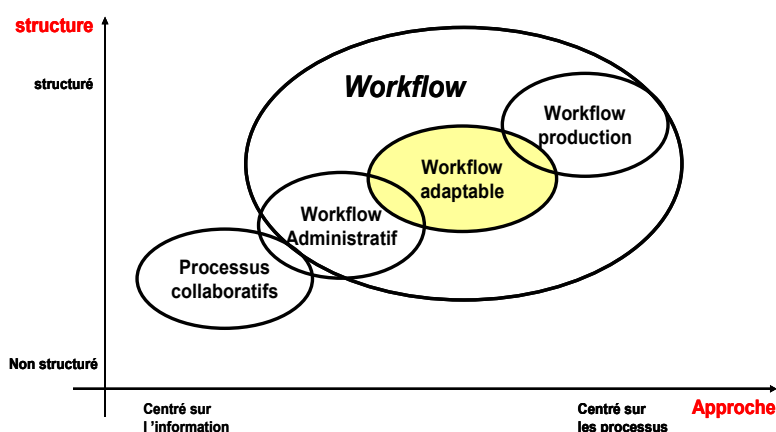 structure
structuré
Workflow
Workflow
production
Workflow
adaptable
Workflow
Administratif
Processus
collaboratifs
Non structuré
Centré sur
l 'information
Centré sur
les processus
Approche